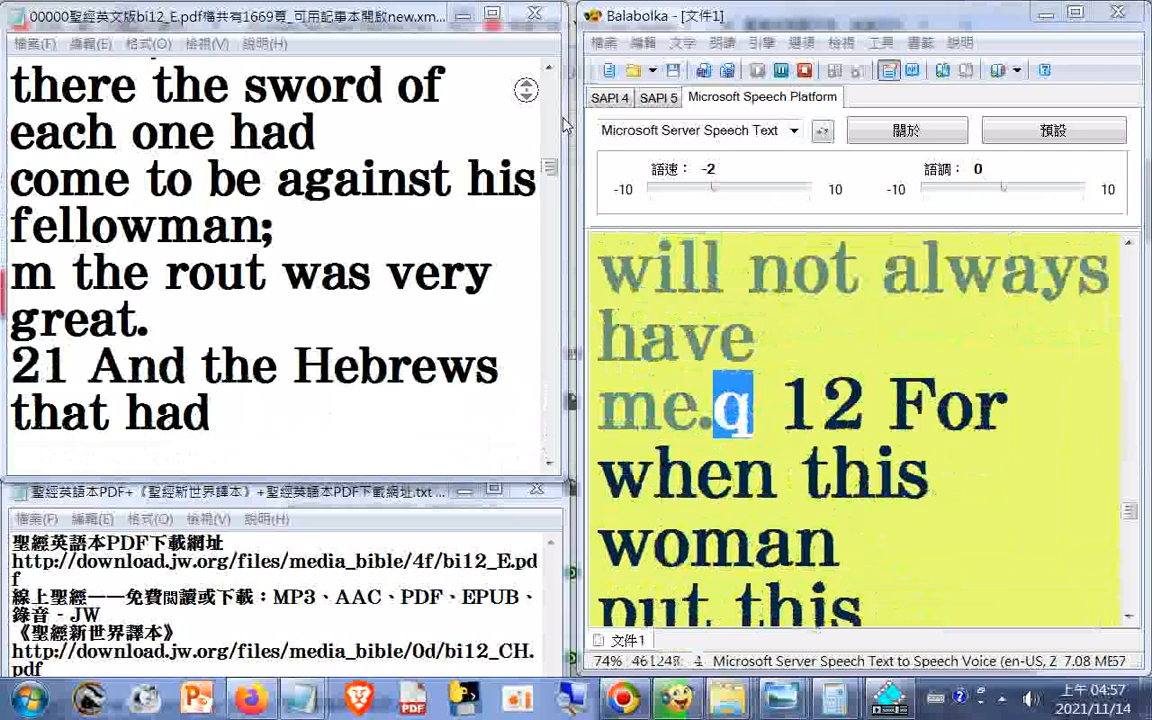 00000聖經英文版bi12_E.pdf檔共有1669頁_可用記事本開啟new.xm...
檔案(F) 編輯(E) 格式(O) 檢視(V) 說明(H)
there the sword of
each one had
come to be against his
fellowman;
m the rout was very
great.
21 And the Hebrews
that had
聖經英語本PDF+《聖經新世界譯本》+聖經英語本PDF下載網址.txt ...
檔案(F) 編輯(E) 格式(O) 檢視(V) 說明(H)
聖經英語本PDF下載網址
http://download.jw.org/files/media_bible/4f/bi12_E.pd
f
線上聖經——免費閱讀或下載：MP3、AAC、PDF、EPUB、
錄音 - JW
《聖經新世界譯本》
http://download.jw.org/files/media_bible/0d/bi12_CH.
pdf
Balabolka - [文件1]
檔案 編輯 文字 朗讀 引擎 選項 檢視 工具 書籤 說明
SAPI 4 SAPI 5 Microsoft Speech Platform
Microsoft Server Speech Text 關於 預設
語速： -2 語調： 0
-10 10 -10 10
will not always
have
me.q 12 For
when this
woman
put this
文件1
74% Microsoft Server Speech Text to Speech Voice (en-US, Z 7.08 ME
上午 04:57
2021/11/14